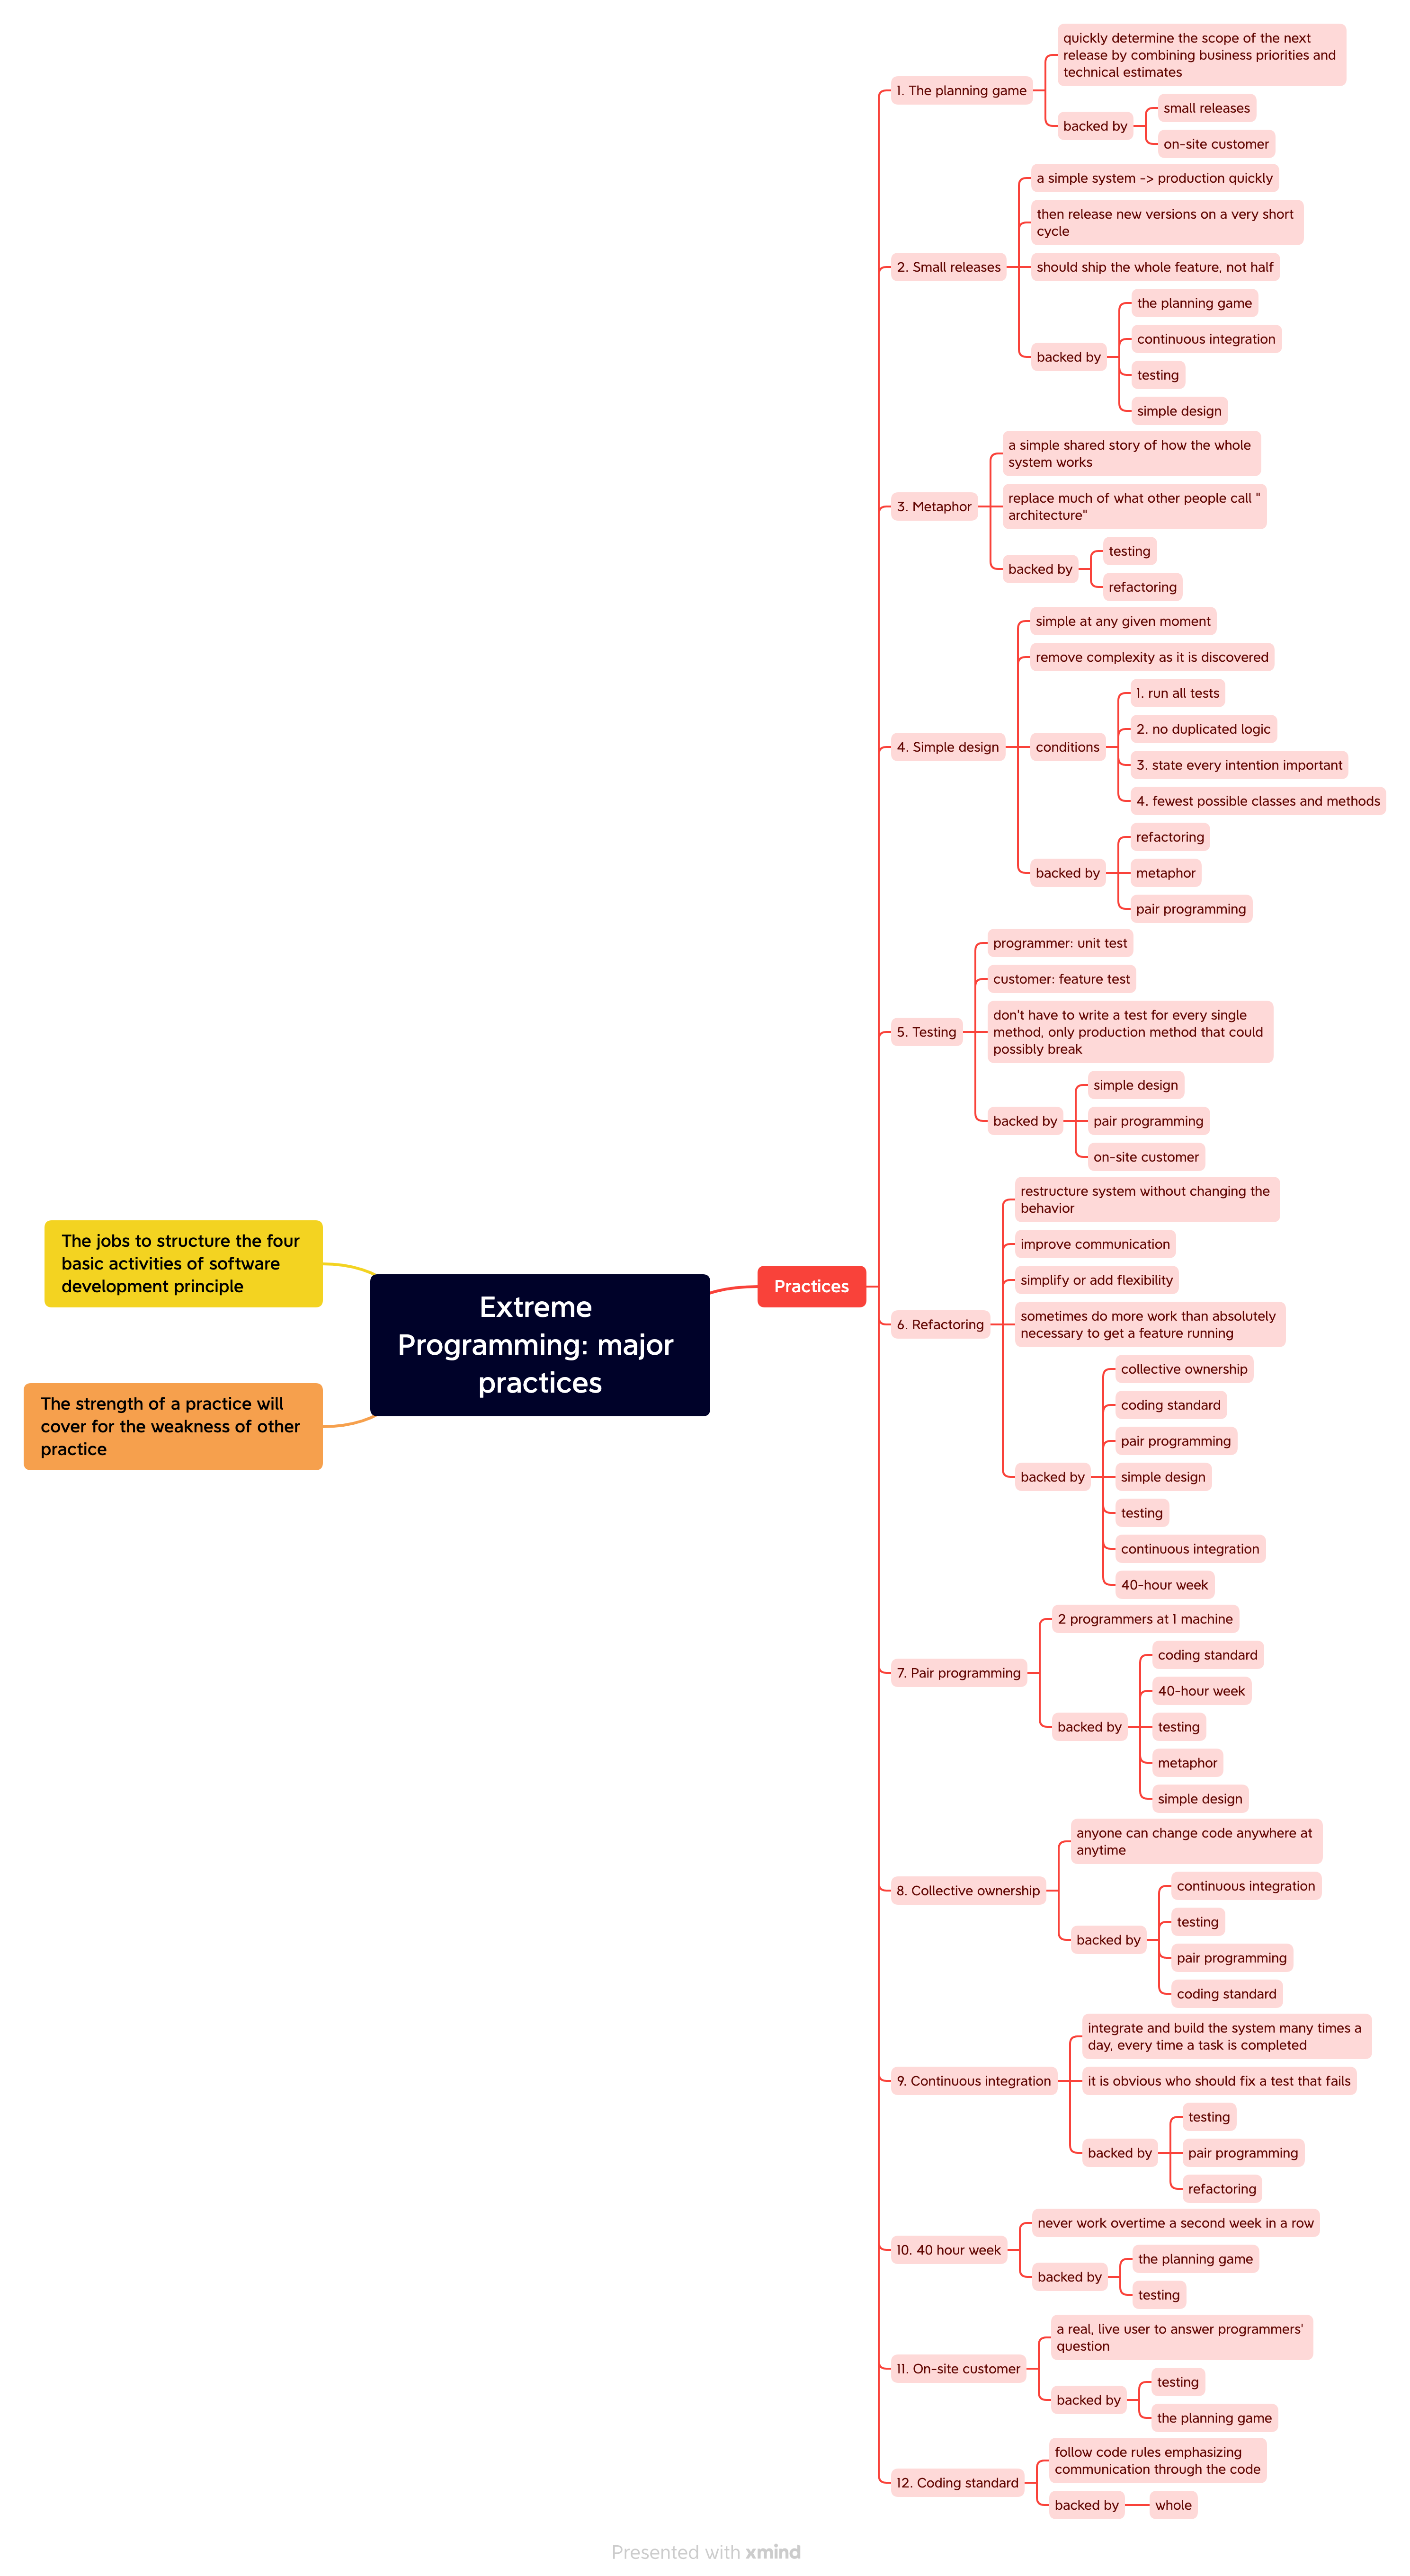 Extreme
Programming: major
practices
The jobs to structure the four
basic activities of software
development principle
The strength of a practice will
cover for the weakness of other
practice
Practices
1. The planning game
quickly determine the scope of the next
release by combining business priorities and
technical estimates
backed by
small releases
on-site customer
2. Small releases
a simple system -> production quickly
then release new versions on a very short
cycle
should ship the whole feature, not half
backed by
the planning game
continuous integration
testing
simple design
3. Metaphor
a simple shared story of how the whole
system works
replace much of what other people call "
architecture"
backed by
testing
refactoring
4. Simple design
simple at any given moment
remove complexity as it is discovered
conditions
1. run all tests
2. no duplicated logic
3. state every intention important
4. fewest possible classes and methods
backed by
refactoring
metaphor
pair programming
5. Testing
programmer: unit test
customer: feature test
don't have to write a test for every single
method, only production method that could
possibly break
backed by
simple design
pair programming
on-site customer
6. Refactoring
restructure system without changing the
behavior
improve communication
simplify or add flexibility
sometimes do more work than absolutely
necessary to get a feature running
backed by
collective ownership
coding standard
pair programming
simple design
testing
continuous integration
40-hour week
7. Pair programming
2 programmers at 1 machine
backed by
coding standard
40-hour week
testing
metaphor
simple design
8. Collective ownership
anyone can change code anywhere at
anytime
backed by
continuous integration
testing
pair programming
coding standard
9. Continuous integration
integrate and build the system many times a
day, every time a task is completed
it is obvious who should fix a test that fails
backed by
testing
pair programming
refactoring
10. 40 hour week
never work overtime a second week in a row
backed by
the planning game
testing
11. On-site customer
a real, live user to answer programmers'
question
backed by
testing
the planning game
12. Coding standard
follow code rules emphasizing
communication through the code
backed by
whole
Presented with xmind